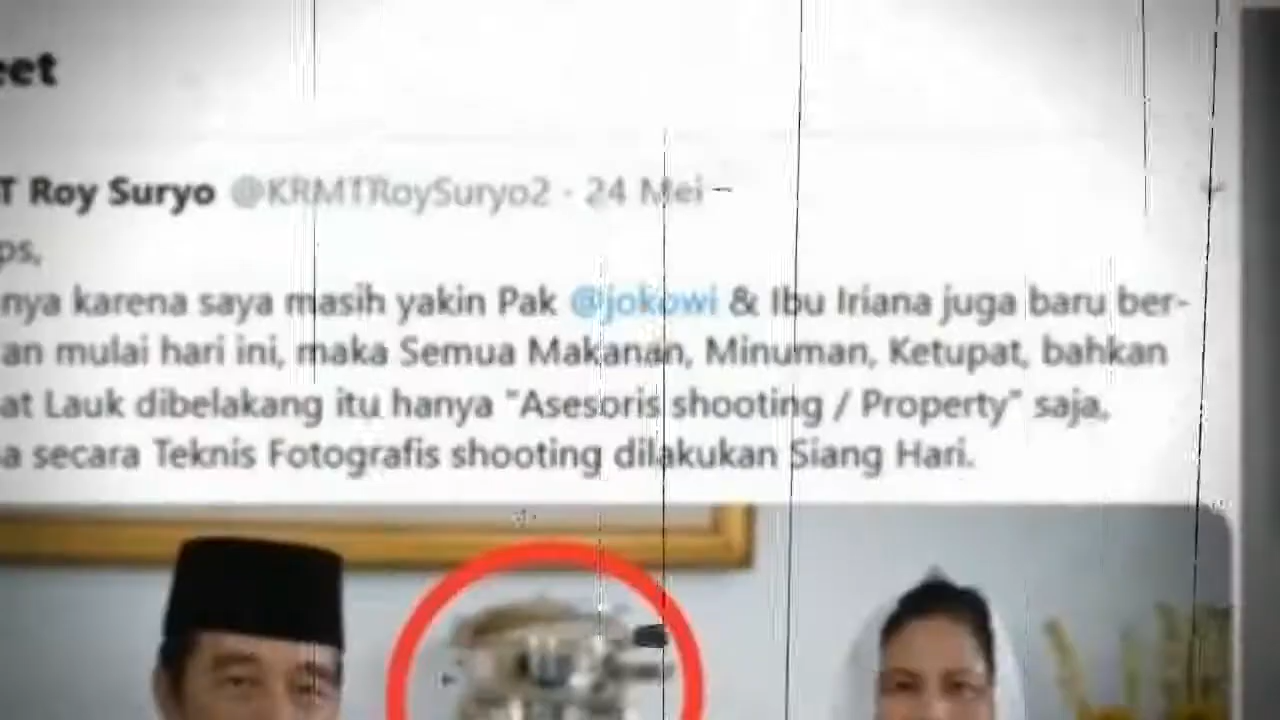 eet
T Roy Suryo @KRMTRoySuryo2 · 24 Mei
ps,
nya karena saya masih yakin Pak @jokowi & Ibu Iriana juga baru ber-
an mulai hari ini, maka Semua Makanan, Minuman, Ketupat, bahkan
at Lauk dibelakang itu hanya "Asesoris shooting / Property" saja,
a secara Teknis Fotografis shooting dilakukan Siang Hari.